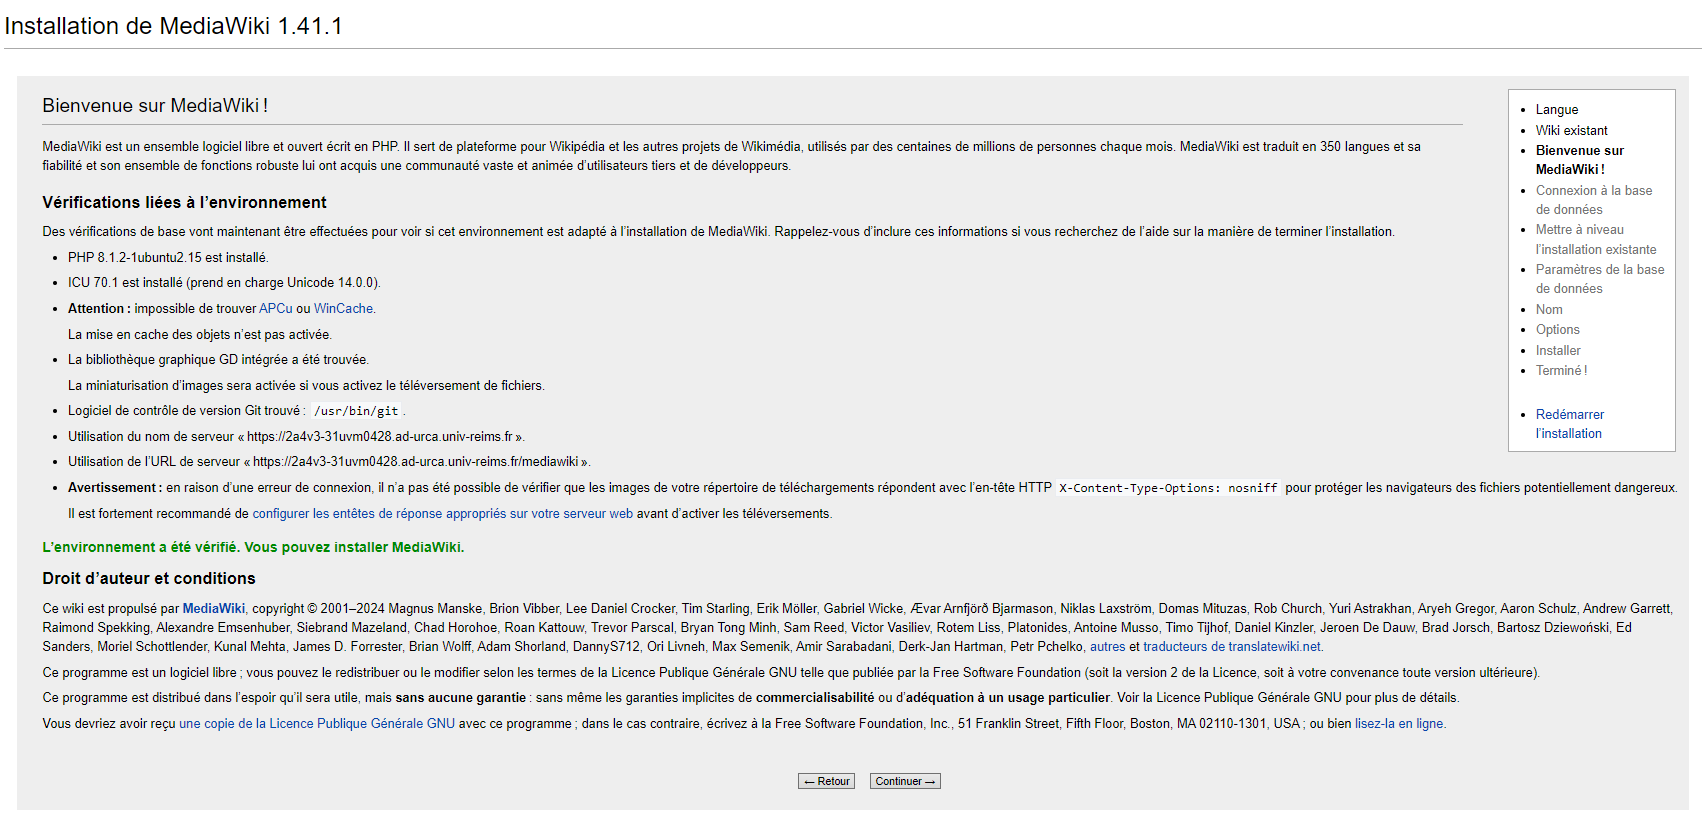 Installation de MediaWiki 1.41.1
Bienvenue sur MediaWiki !
MediaWiki est un ensemble logiciel libre et ouvert écrit en PHP. Il sert de plateforme pour Wikipédia et les autres projets de Wikimédia, utilisés par des centaines de millions de personnes chaque mois. MediaWiki est traduit en 350 langues et sa
fiabilité et son ensemble de fonctions robuste lui ont acquis une communauté vaste et animée d’utilisateurs tiers et de développeurs.
Vérifications liées à l’environnement
Des vérifications de base vont maintenant être effectuées pour voir si cet environnement est adapté à l’installation de MediaWiki. Rappelez-vous d’inclure ces informations si vous recherchez de l’aide sur la manière de terminer l’installation.
PHP 8.1.2-1ubuntu2.15 est installé.
ICU 70.1 est installé (prend en charge Unicode 14.0.0).
Attention : impossible de trouver APCu ou WinCache.
La mise en cache des objets n’est pas activée.
La bibliothèque graphique GD intégrée a été trouvée.
La miniaturisation d’images sera activée si vous activez le téléversement de fichiers.
Logiciel de contrôle de version Git trouvé : /usr/bin/git .
Utilisation du nom de serveur « https://2a4v3-31uvm0428.ad-urca.univ-reims.fr ».
Utilisation de l’URL de serveur « https://2a4v3-31uvm0428.ad-urca.univ-reims.fr/mediawiki ».
Avertissement : en raison d’une erreur de connexion, il n’a pas été possible de vérifier que les images de votre répertoire de téléchargements répondent avec l’en-tête HTTP X-Content-Type-Options: nosniff pour protéger les navigateurs des fichiers potentiellement dangereux.
Il est fortement recommandé de configurer les entêtes de réponse appropriés sur votre serveur web avant d’activer les téléversements.
L’environnement a été vérifié. Vous pouvez installer MediaWiki.
Droit d’auteur et conditions
Ce wiki est propulsé par MediaWiki, copyright © 2001–2024 Magnus Manske, Brion Vibber, Lee Daniel Crocker, Tim Starling, Erik Möller, Gabriel Wicke, Ævar Arnfjörð Bjarmason, Niklas Laxström, Domas Mituzas, Rob Church, Yuri Astrakhan, Aryeh Gregor, Aaron Schulz, Andrew Garrett,
Raimond Spekking, Alexandre Emsenhuber, Siebrand Mazeland, Chad Horohoe, Roan Kattouw, Trevor Parscal, Bryan Tong Minh, Sam Reed, Victor Vasiliev, Rotem Liss, Platonides, Antoine Musso, Timo Tijhof, Daniel Kinzler, Jeroen De Dauw, Brad Jorsch, Bartosz Dziewoński, Ed
Sanders, Moriel Schottlender, Kunal Mehta, James D. Forrester, Brian Wolff, Adam Shorland, DannyS712, Ori Livneh, Max Semenik, Amir Sarabadani, Derk-Jan Hartman, Petr Pchelko, autres et traducteurs de translatewiki.net.
Ce programme est un logiciel libre ; vous pouvez le redistribuer ou le modifier selon les termes de la Licence Publique Générale GNU telle que publiée par la Free Software Foundation (soit la version 2 de la Licence, soit à votre convenance toute version ultérieure).
Ce programme est distribué dans l’espoir qu’il sera utile, mais sans aucune garantie : sans même les garanties implicites de commercialisabilité ou d’adéquation à un usage particulier. Voir la Licence Publique Générale GNU pour plus de détails.
Vous devriez avoir reçu une copie de la Licence Publique Générale GNU avec ce programme ; dans le cas contraire, écrivez à la Free Software Foundation, Inc., 51 Franklin Street, Fifth Floor, Boston, MA 02110-1301, USA ; ou bien lisez-la en ligne.
← Retour
Continuer →
Langue
Wiki existant
Bienvenue sur
MediaWiki !
Connexion à la base
de données
Mettre à niveau
l’installation existante
Paramètres de la base
de données
Nom
Options
Installer
Terminé !
Redémarrer
l’installation